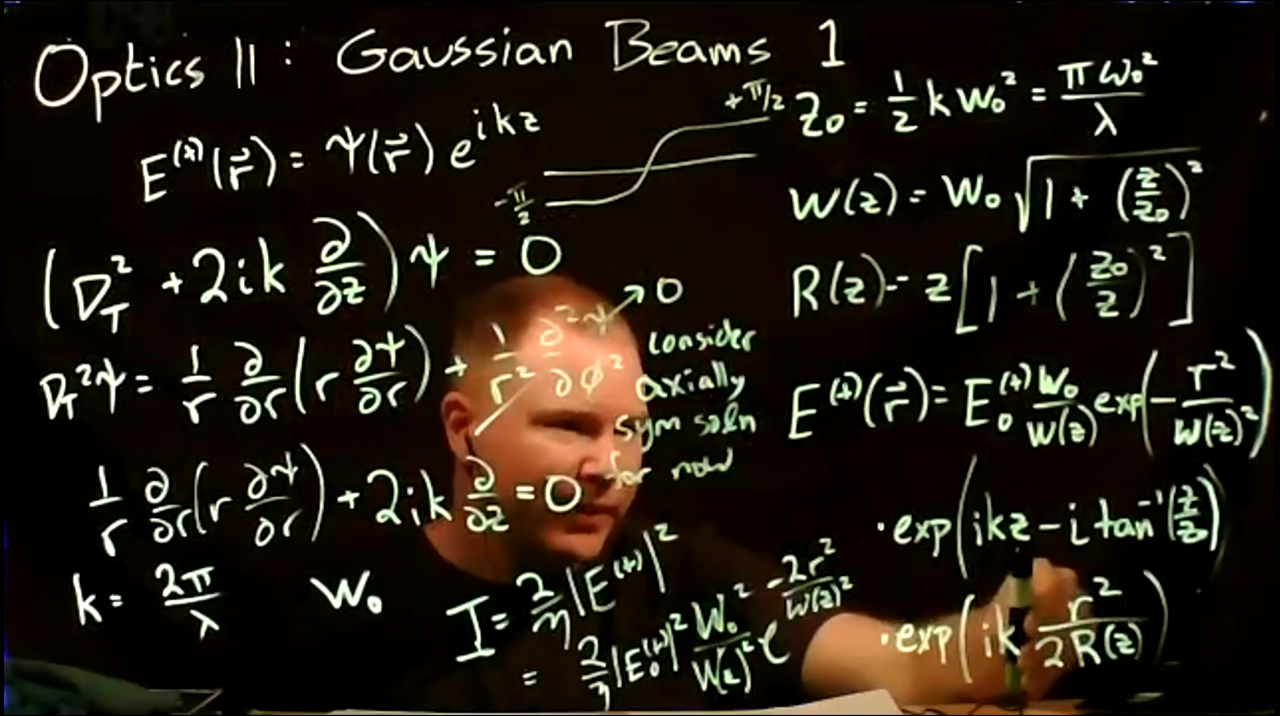 Optics II: Gaussian Beams 1
E⁽⁺⁾(r⃗) = ψ(r⃗) e^{ikz}
+π/2
-π/2
(∇_T² + 2ik ∂/∂z) ψ = 0
∇_T²ψ = 1/r ∂/∂r (r ∂ψ/∂r) + 1/r² ∂²ψ/∂φ² → 0
consider
axially
sym soln
for now
1/r ∂/∂r (r ∂ψ/∂r) + 2ik ∂/∂z = 0
k = 2π/λ
W₀
I = 2/η |E⁽⁺⁾|²
= 2/η |E₀⁽⁺⁾|² W₀²/W(z)² e^{-2r²/W(z)²}
z₀ = 1/2 k W₀² = πW₀²/λ
W(z) = W₀ √(1 + (z/z₀)²)
R(z) = z [1 + (z₀/z)²]
E⁽⁺⁾(r⃗) = E₀⁽⁺⁾ W₀/W(z) exp(-r²/W(z)²)
· exp(ikz - i tan⁻¹(z/z₀))
· exp(ik r²/2R(z))